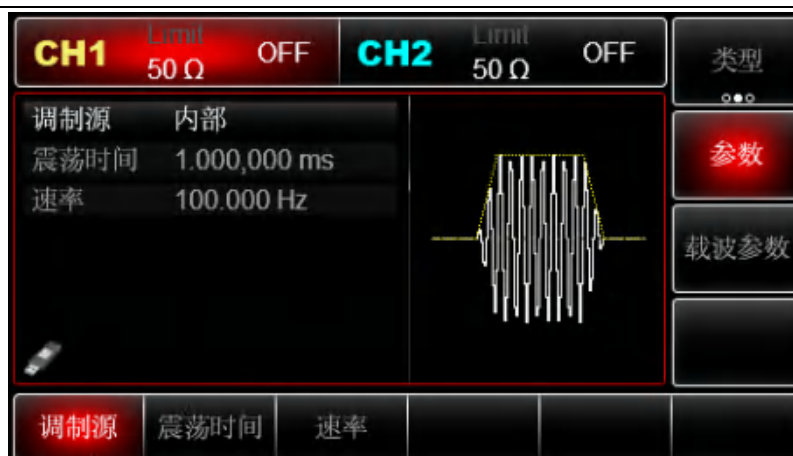 CH1 Limit 50 Ω OFF
CH2 Limit 50 Ω OFF
类型
调制源 内部
震荡时间 1.000,000 ms
速率 100.000 Hz
参数
载波参数
调制源 震荡时间 速率